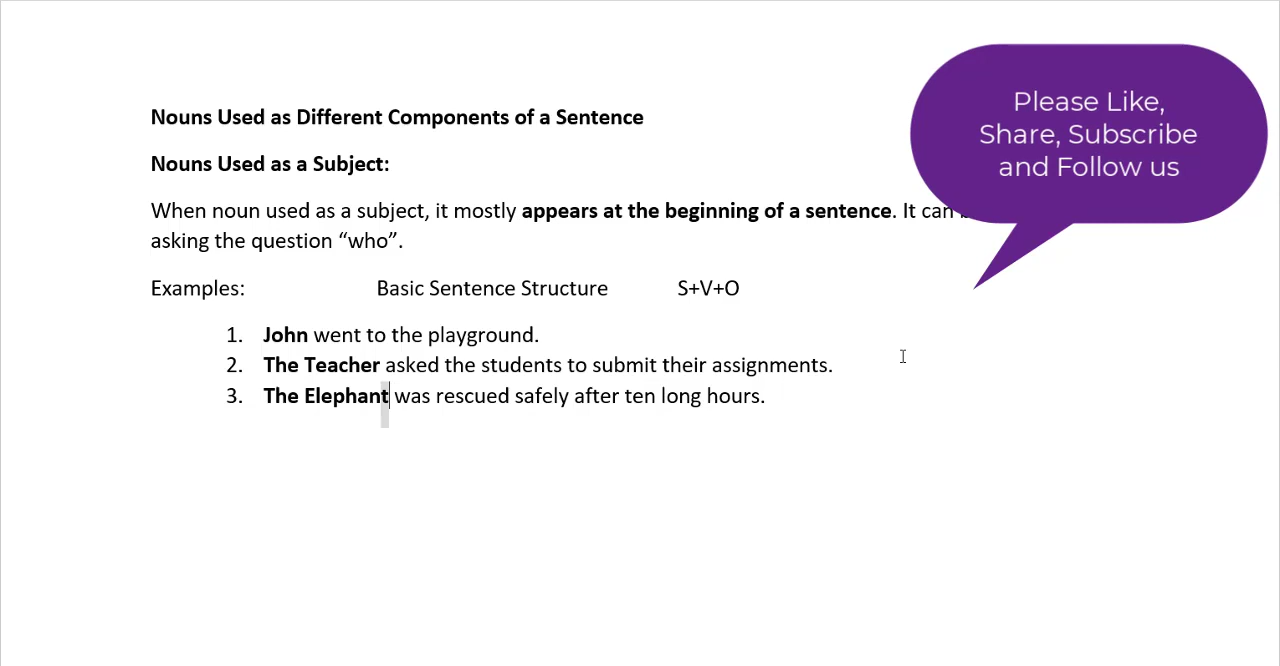 Nouns Used as Different Components of a Sentence
Nouns Used as a Subject:
When noun used as a subject, it mostly appears at the beginning of a sentence. It can
asking the question “who”.
Examples: Basic Sentence Structure S+V+O
1. John went to the playground.
2. The Teacher asked the students to submit their assignments.
3. The Elephant was rescued safely after ten long hours.
Please Like,
Share, Subscribe
and Follow us